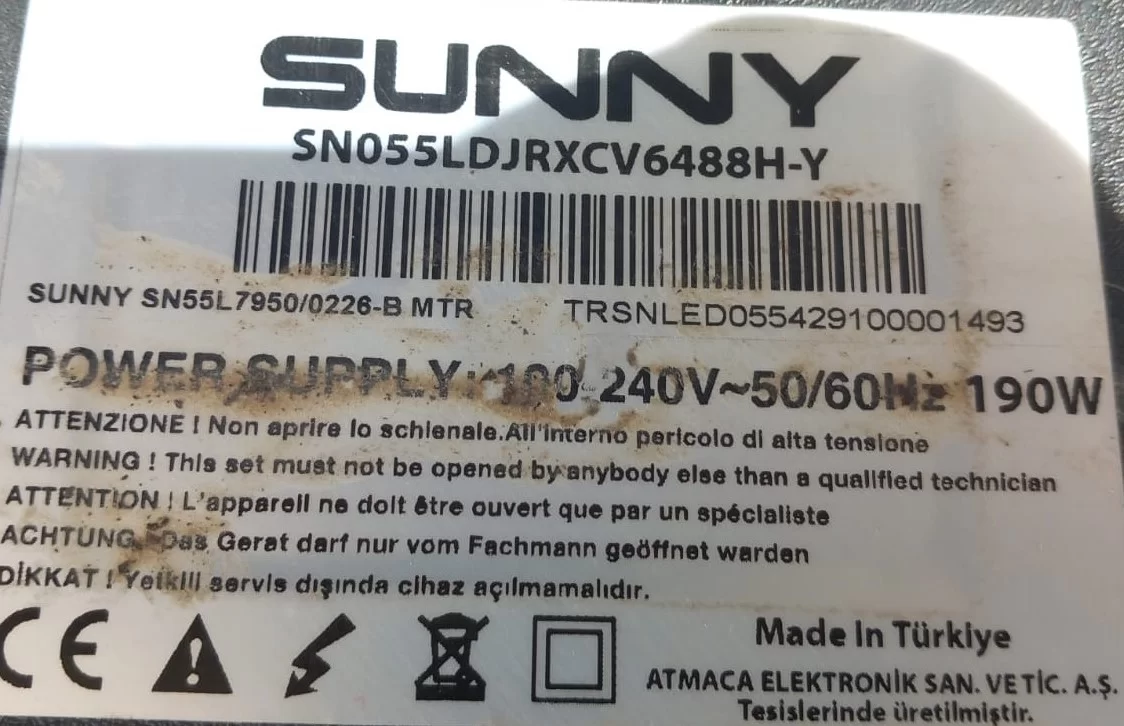 SUNNY
SN055LDJRXCV6488H-Y
SUNNY SN55L7950/0226-B MTR
TRSNLED055429100001493
POWER SUPPLY: 100-240V~50/60Hz 190W
ATTENZIONE ! Non aprire lo schienale.All'interno pericolo di alta tensione
WARNING ! This set must not be opened by anybody else than a qualified technician
ATTENTION ! L'appareil ne doit être ouvert que par un spécialiste
ACHTUNG. Das Gerat darf nur vom Fachmann geöffnet warden
DİKKAT ! Yetkili servis dışında cihaz açılmamalıdır.
CE
Made In Türkiye
ATMACA ELEKTRONİK SAN. VE TİC. A.Ş.
Tesislerinde üretilmiştir.